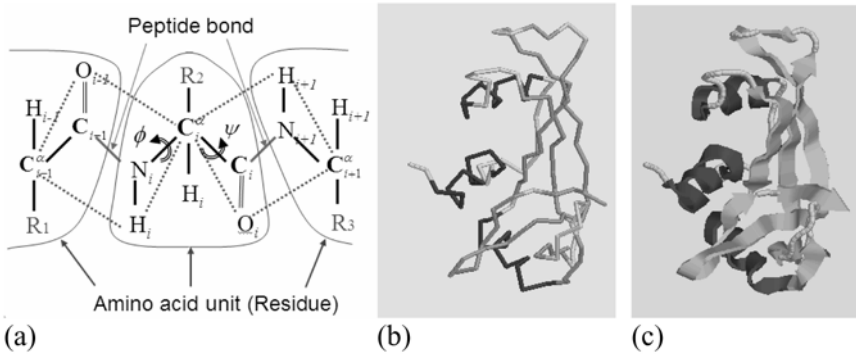 Peptide bond
O i-1
R2
H i+1
H i-1
H i+1
C i-1
C α i
ϕ
ψ
N i+1
C α i-1
N i
C i
C α i+1
H i
R1
H i
O i
R3
Amino acid unit (Residue)
(a)
(b)
(c)